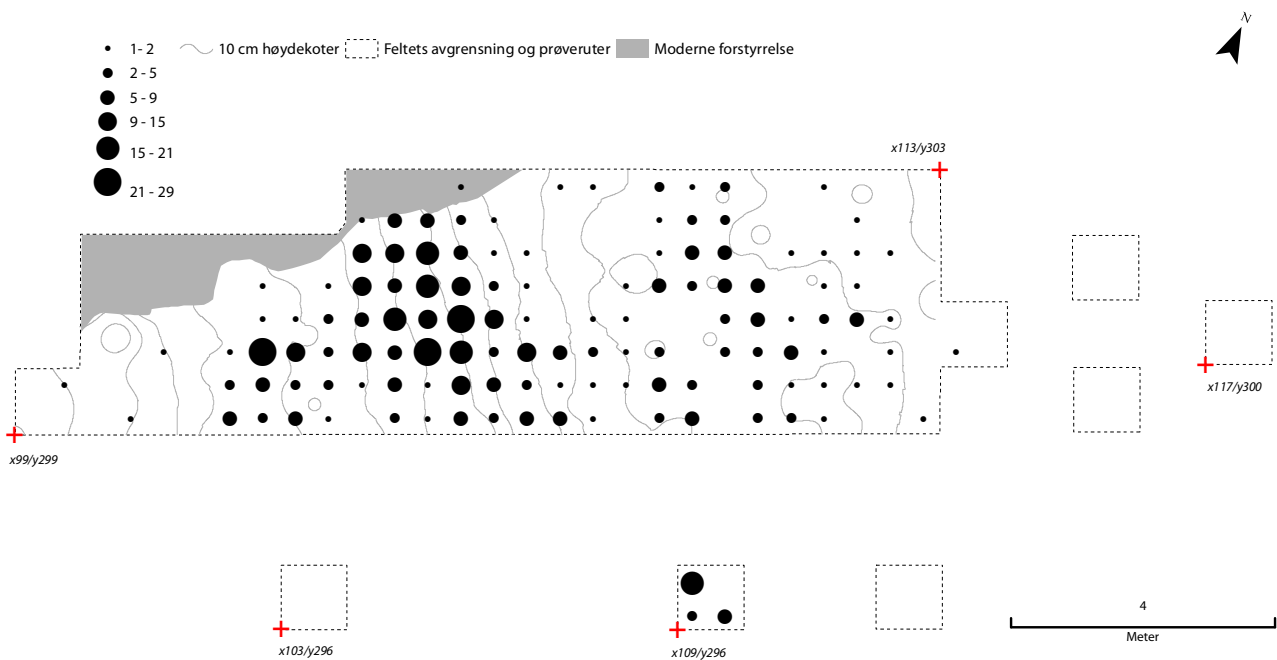 N
1- 2
10 cm høydekoter
Feltets avgrensning og prøveruter
Moderne forstyrrelse
2 - 5
5 - 9
9 - 15
15 - 21
21 - 29
x113/y303
x117/y300
x99/y299
4
Meter
x103/y296
x109/y296